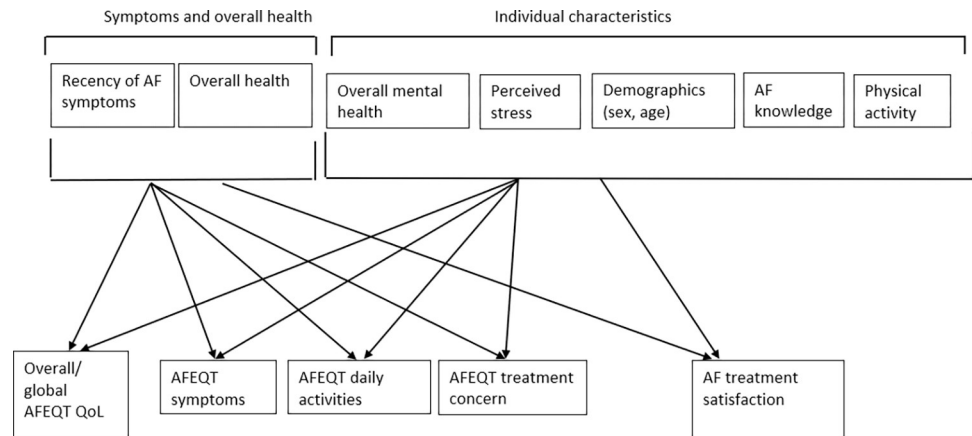 Symptoms and overall health
Individual characteristics
Recency of AF
symptoms
Overall health
Overall mental
health
Perceived
stress
Demographics
(sex, age)
AF
knowledge
Physical
activity
Overall/
global
AFEQT QoL
AFEQT
symptoms
AFEQT daily
activities
AFEQT treatment
concern
AF treatment
satisfaction